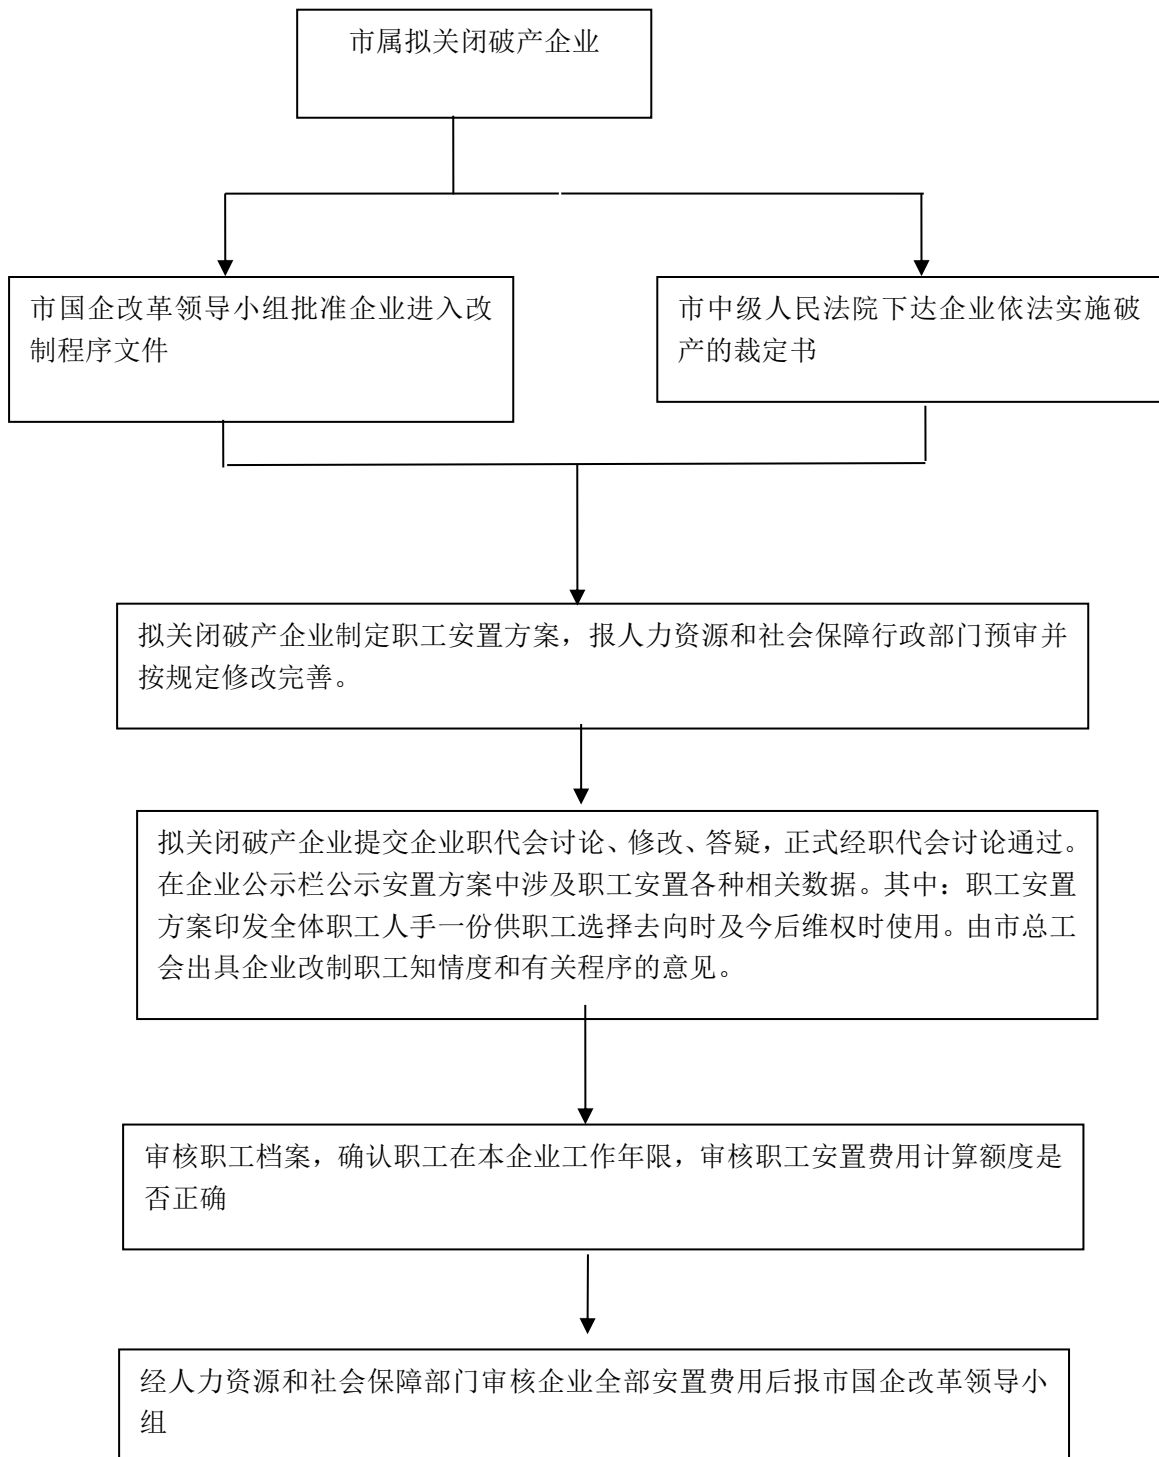 市属拟关闭破产企业
市国企改革领导小组批准企业进入改
制程序文件
市中级人民法院下达企业依法实施破
产的裁定书
拟关闭破产企业制定职工安置方案，报人力资源和社会保障行政部门预审并
按规定修改完善。
拟关闭破产企业提交企业职代会讨论、修改、答疑，正式经职代会讨论通过。
在企业公示栏公示安置方案中涉及职工安置各种相关数据。其中：职工安置
方案印发全体职工人手一份供职工选择去向时及今后维权时使用。由市总工
会出具企业改制职工知情度和有关程序的意见。
审核职工档案，确认职工在本企业工作年限，审核职工安置费用计算额度是
否正确
经人力资源和社会保障部门审核企业全部安置费用后报市国企改革领导小
组